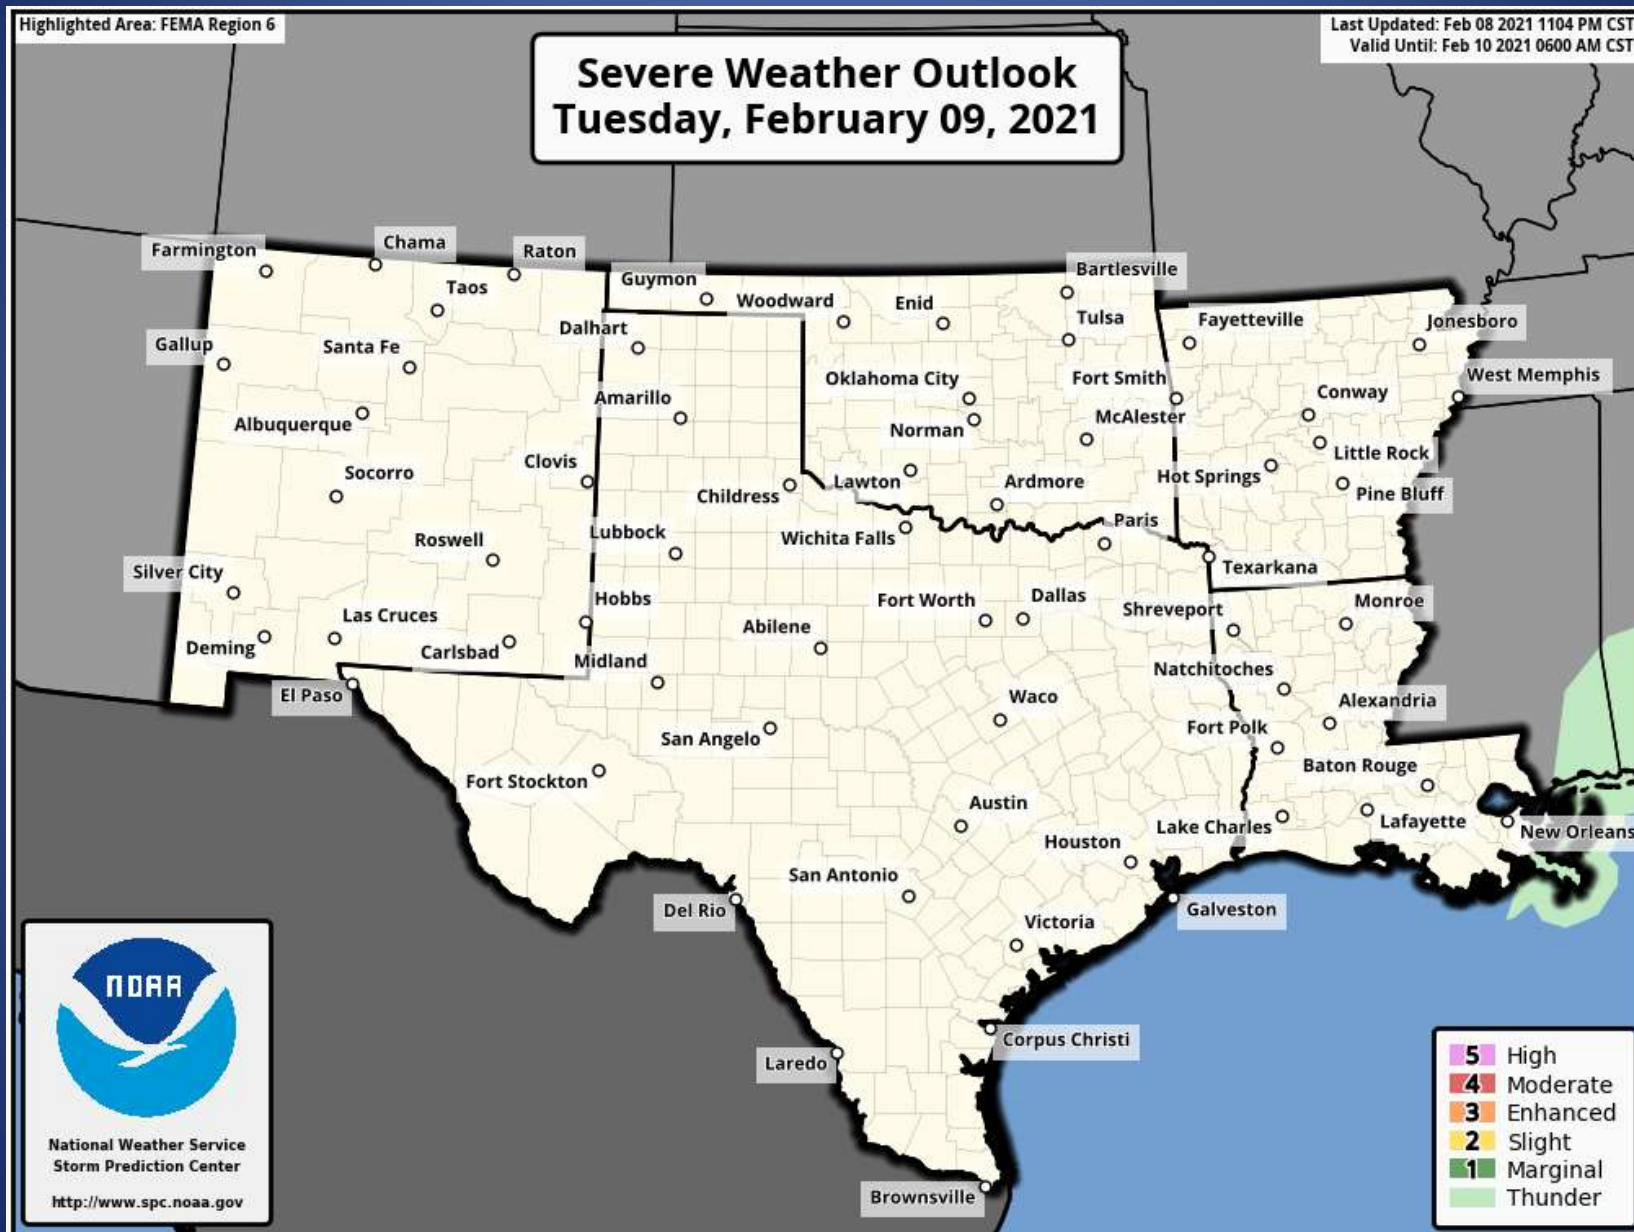 Highlighted Area: FEMA Region 6
Last Updated: Feb 08 2021 1104 PM CST
Valid Until: Feb 10 2021 0600 AM CST
Severe Weather Outlook
Tuesday, February 09, 2021
Farmington
Chama
Raton
Taos
Guymon
Woodward
Enid
Bartlesville
Tulsa
Fayetteville
Jonesboro
Gallup
Santa Fe
Dalhart
Oklahoma City
Fort Smith
Conway
West Memphis
Albuquerque
Amarillo
Norman
McAlester
Little Rock
Socorro
Clovis
Childress
Lawton
Ardmore
Hot Springs
Pine Bluff
Roswell
Lubbock
Wichita Falls
Paris
Texarkana
Silver City
Las Cruces
Hobbs
Fort Worth
Dallas
Shreveport
Monroe
Deming
Carlsbad
Midland
Abilene
Natchitoches
El Paso
San Angelo
Waco
Fort Polk
Alexandria
Fort Stockton
Baton Rouge
Austin
Houston
Lake Charles
Lafayette
New Orleans
San Antonio
Del Rio
Victoria
Galveston
Corpus Christi
Laredo
Brownsville
NOAA
National Weather Service
Storm Prediction Center
http://www.spc.noaa.gov
5 High
4 Moderate
3 Enhanced
2 Slight
1 Marginal
Thunder